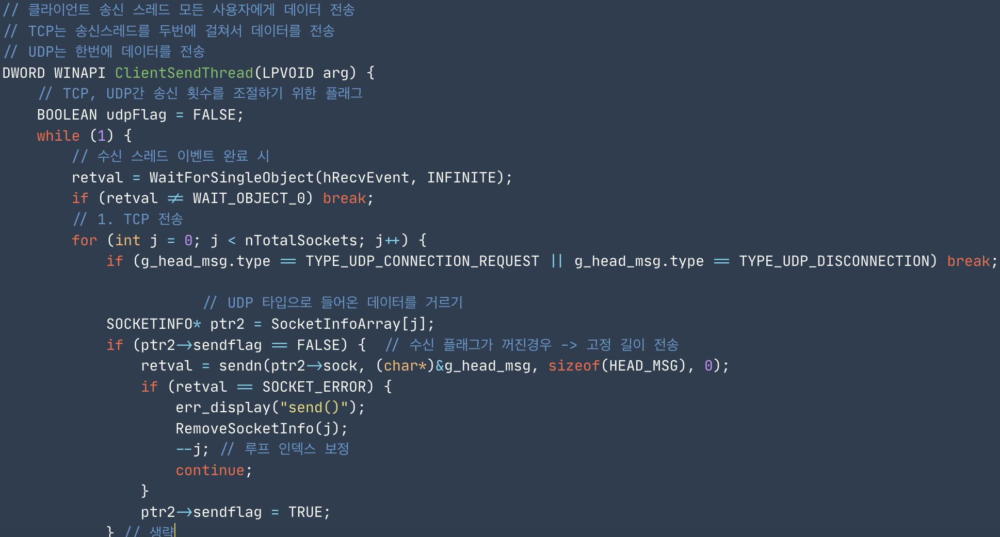 // 클라이언트 송신 스레드 모든 사용자에게 데이터 전송
// TCP는 송신스레드를 두번에 걸쳐서 데이터를 전송
// UDP는 한번에 데이터를 전송
DWORD WINAPI ClientSendThread(LPVOID arg) {
// TCP, UDP간 송신 횟수를 조절하기 위한 플래그
BOOLEAN udpFlag = FALSE;
while (1) {
// 수신 스레드 이벤트 완료 시
retval = WaitForSingleObject(hRecvEvent, INFINITE);
if (retval != WAIT_OBJECT_0) break;
// 1. TCP 전송
for (int j = 0; j < nTotalSockets; j++) {
if (g_head_msg.type == TYPE_UDP_CONNECTION_REQUEST || g_head_msg.type == TYPE_UDP_DISCONNECTION) break;
// UDP 타입으로 들어온 데이터를 거르기
SOCKETINFO* ptr2 = SocketInfoArray[j];
if (ptr2->sendflag == FALSE) { // 수신 플래그가 꺼진경우 -> 고정 길이 전송
retval = sendn(ptr2->sock, (char*)&g_head_msg, sizeof(HEAD_MSG), 0);
if (retval == SOCKET_ERROR) {
err_display("send()");
RemoveSocketInfo(j);
--j; // 루프 인덱스 보정
continue;
}
ptr2->sendflag = TRUE;
} // 생략